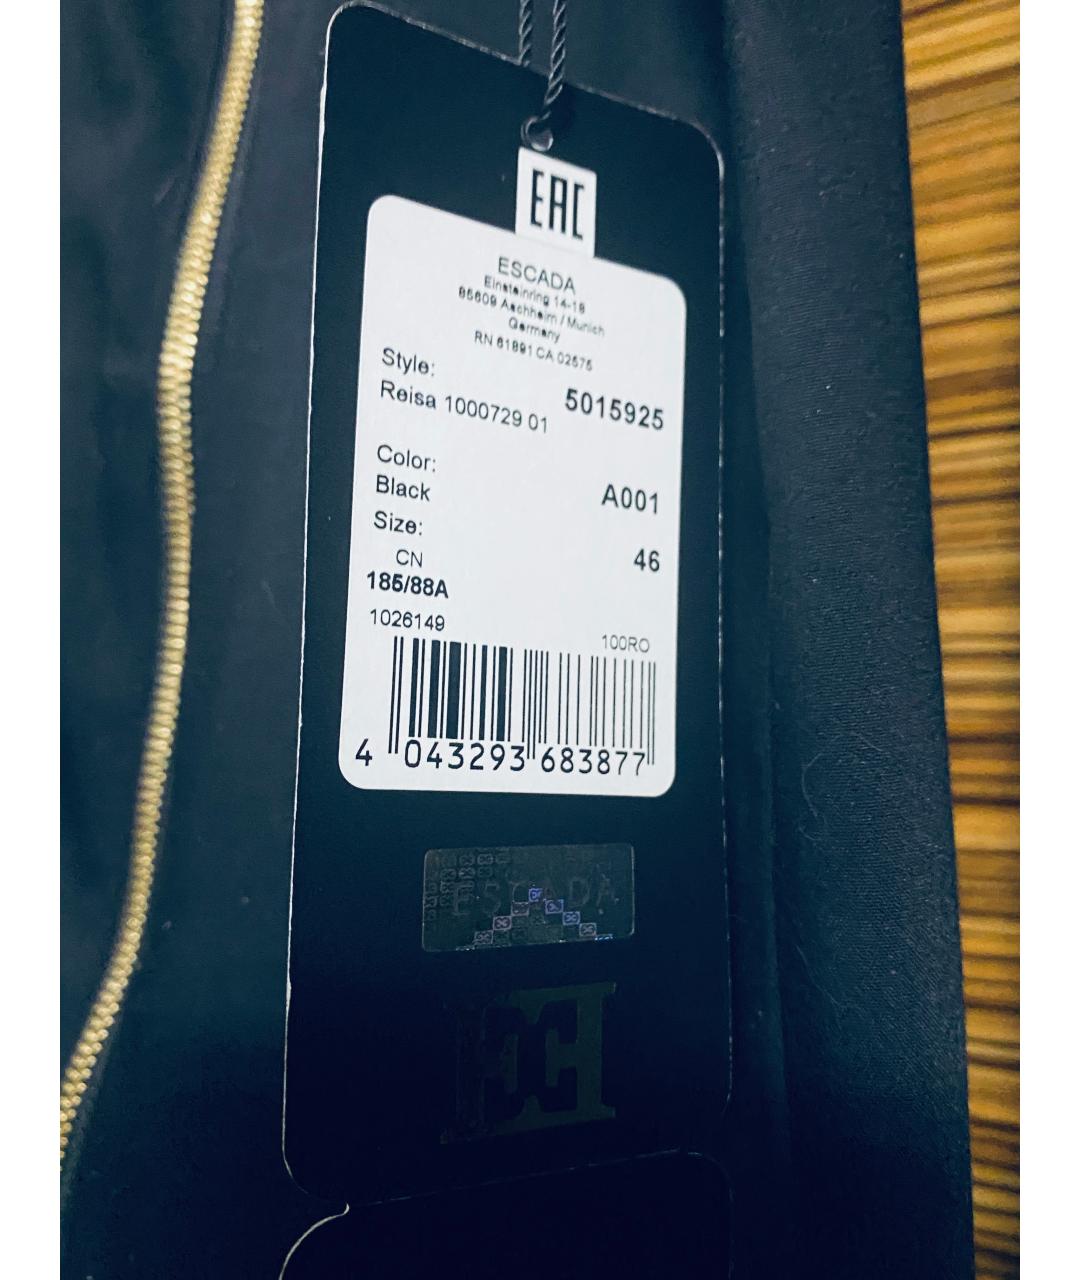 EAC
ESCADA
Einsteinring 14-18
85609 Aschheim / Munich
Germany
RN 61891 CA 02575
Style:
Reisa 1000729 01 5015925
Color:
Black A001
Size:
CN 46
185/88A
1026149 100RO
4 043293 683877
ESCADA